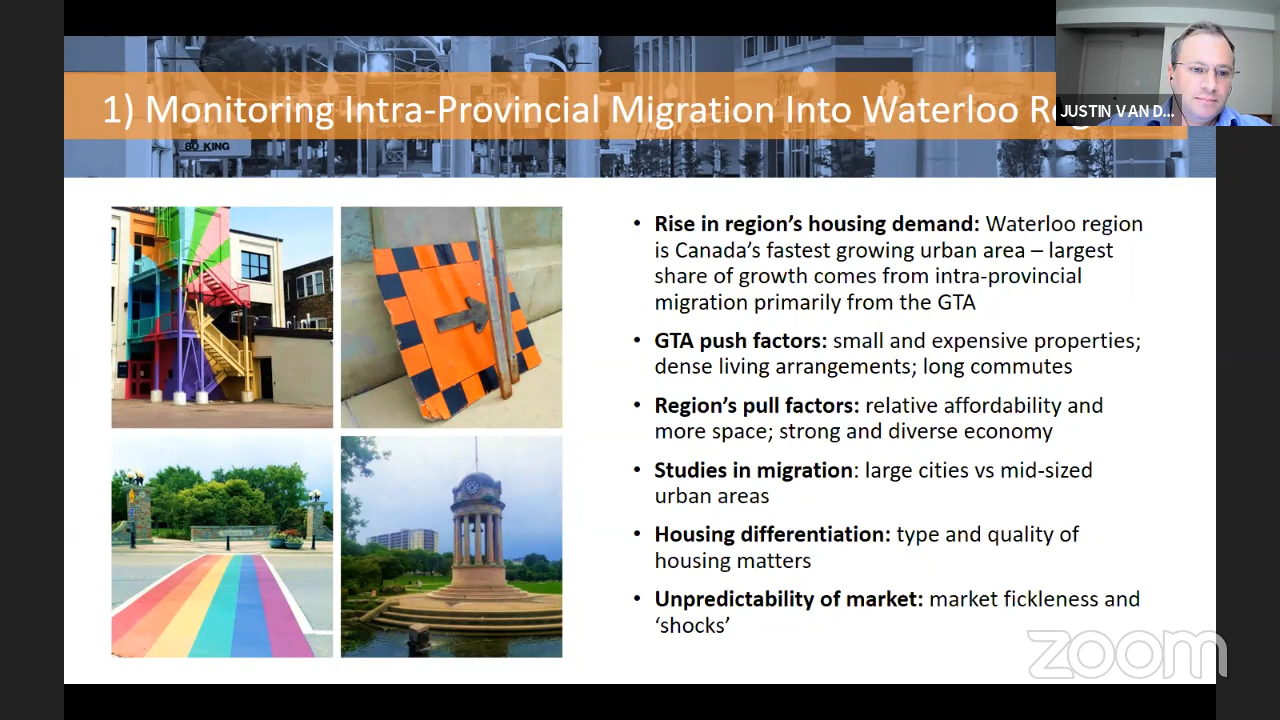 JUSTIN VAN D...
1) Monitoring Intra-Provincial Migration Into Waterloo
80 KING
• Rise in region's housing demand: Waterloo region
is Canada's fastest growing urban area – largest
share of growth comes from intra-provincial
migration primarily from the GTA
• GTA push factors: small and expensive properties;
dense living arrangements; long commutes
• Region's pull factors: relative affordability and
more space; strong and diverse economy
• Studies in migration: large cities vs mid-sized
urban areas
• Housing differentiation: type and quality of
housing matters
• Unpredictability of market: market fickleness and
‘shocks’
zoom